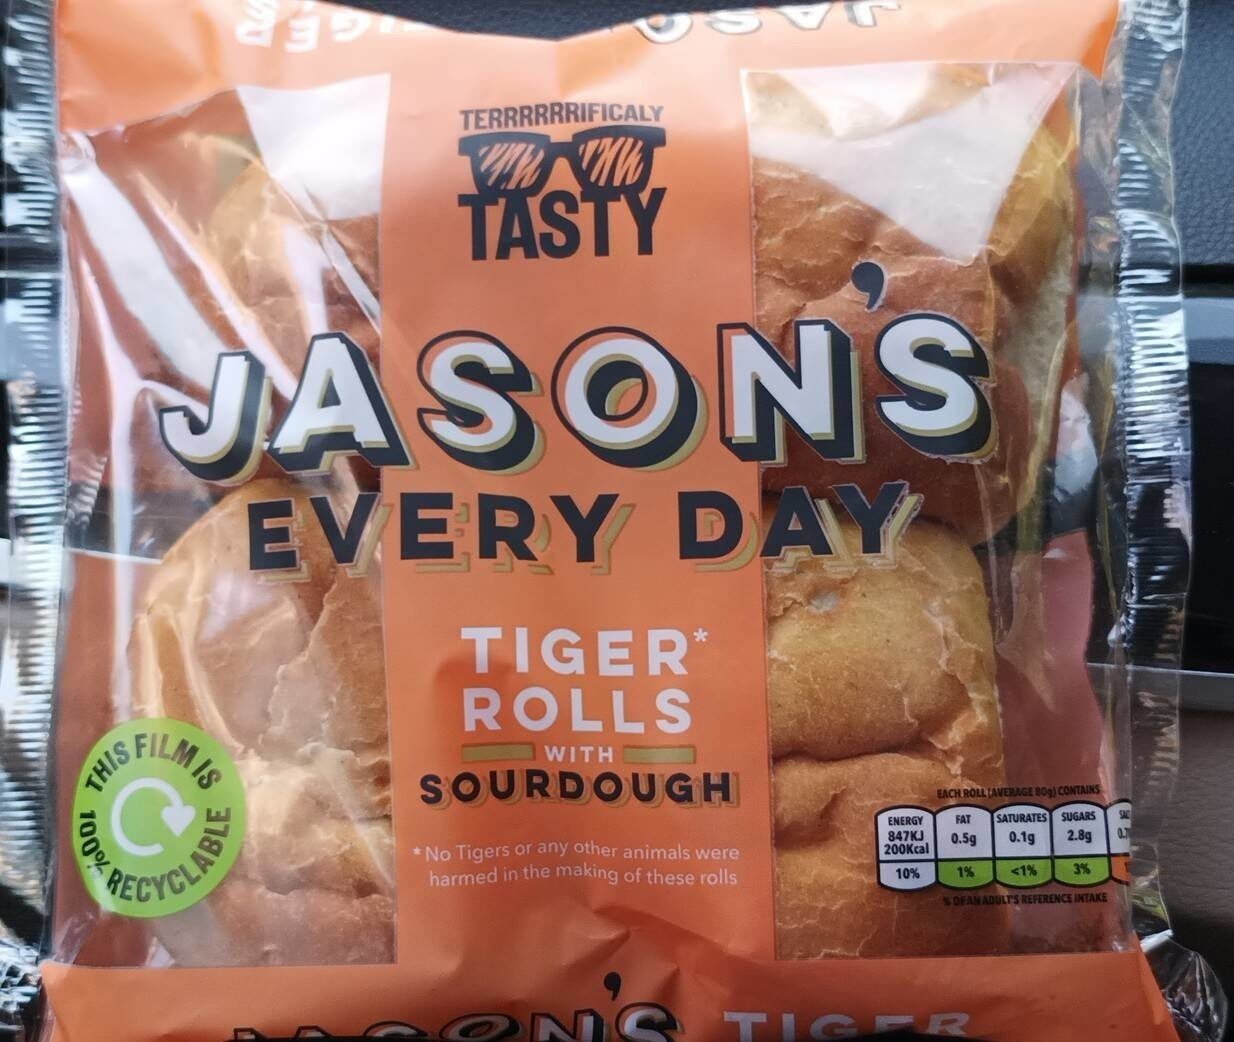 TERRRRRRIFICALY
TASTY
JASON'S
EVERY DAY
TIGER*
ROLLS
WITH
SOURDOUGH
*No Tigers or any other animals were
harmed in the making of these rolls
THIS FILM IS
100% RECYCLABLE
EACH ROLL (AVERAGE 80g) CONTAINS
ENERGY FAT SATURATES SUGARS
847KJ 0.5g 0.1g 2.8g
200Kcal
10% 1% <1% 3%
% OF AN ADULT'S REFERENCE INTAKE
JASON'S TIGER